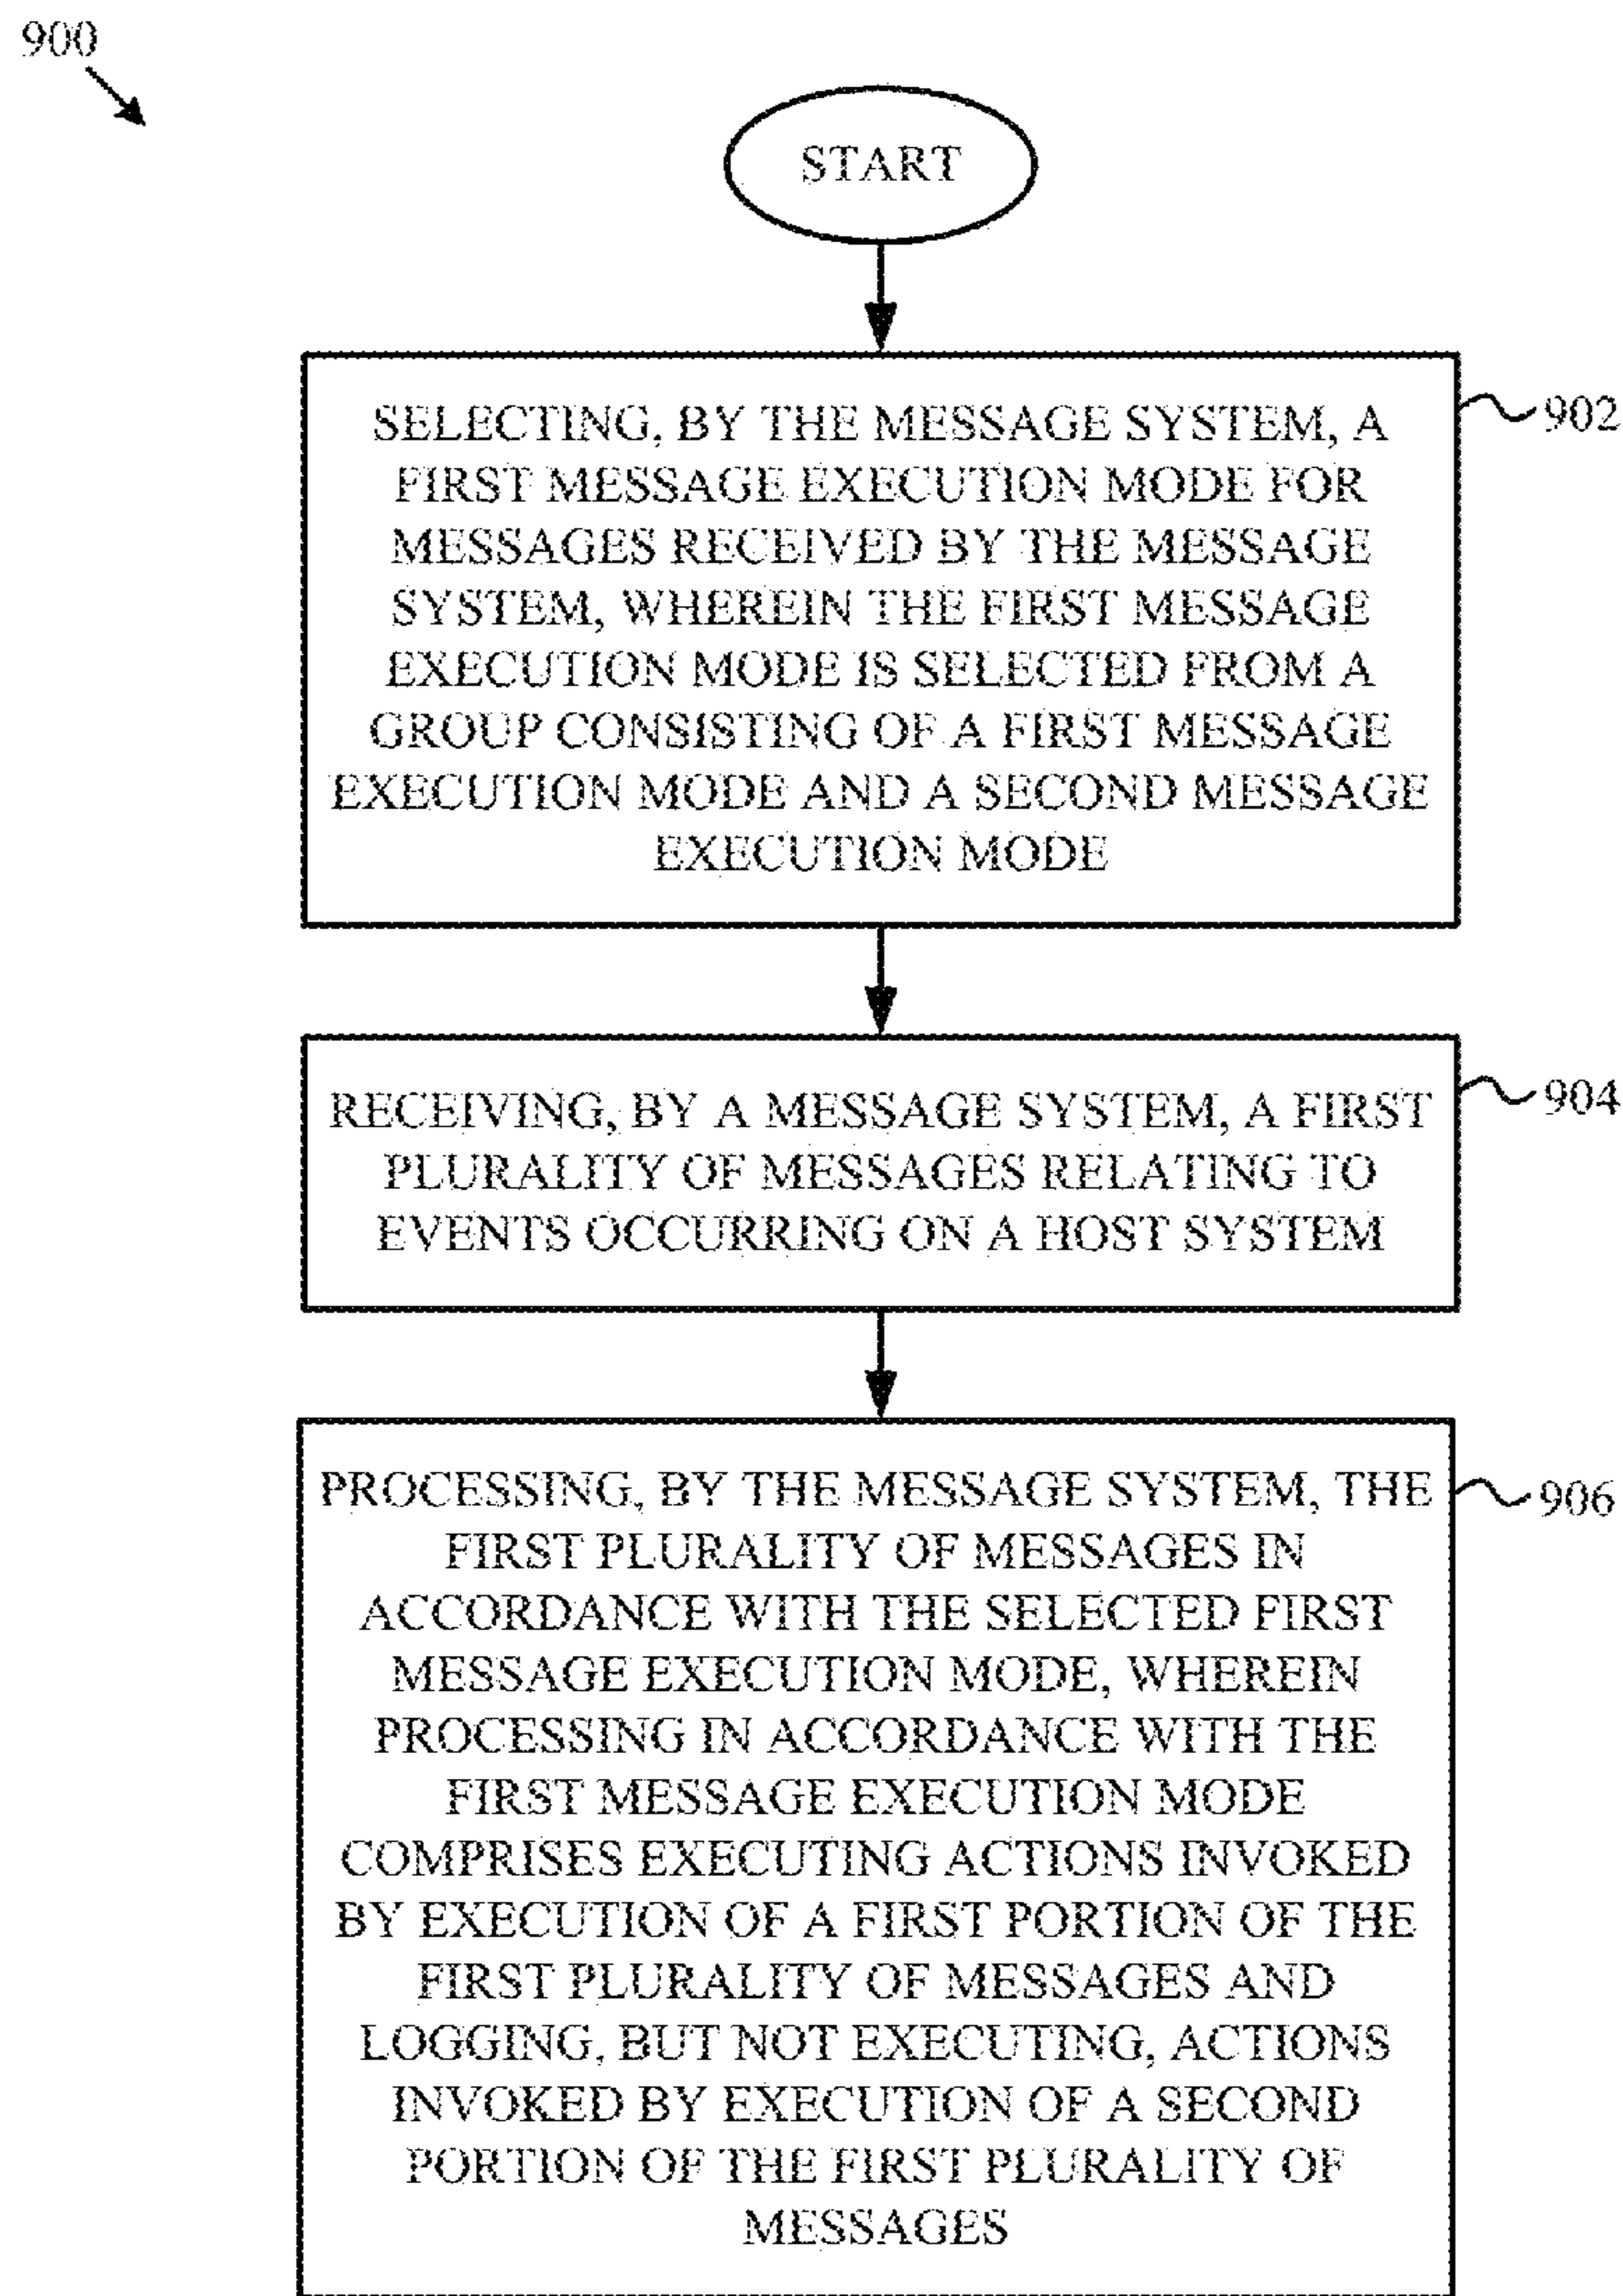 900
START
SELECTING, BY THE MESSAGE SYSTEM, A
FIRST MESSAGE EXECUTION MODE FOR
MESSAGES RECEIVED BY THE MESSAGE
SYSTEM, WHEREIN THE FIRST MESSAGE
EXECUTION MODE IS SELECTED FROM A
GROUP CONSISTING OF A FIRST MESSAGE
EXECUTION MODE AND A SECOND MESSAGE
EXECUTION MODE
902
RECEIVING, BY A MESSAGE SYSTEM, A FIRST
PLURALITY OF MESSAGES RELATING TO
EVENTS OCCURRING ON A HOST SYSTEM
904
PROCESSING, BY THE MESSAGE SYSTEM, THE
FIRST PLURALITY OF MESSAGES IN
ACCORDANCE WITH THE SELECTED FIRST
MESSAGE EXECUTION MODE, WHEREIN
PROCESSING IN ACCORDANCE WITH THE
FIRST MESSAGE EXECUTION MODE
COMPRISES EXECUTING ACTIONS INVOKED
BY EXECUTION OF A FIRST PORTION OF THE
FIRST PLURALITY OF MESSAGES AND
LOGGING, BUT NOT EXECUTING, ACTIONS
INVOKED BY EXECUTION OF A SECOND
PORTION OF THE FIRST PLURALITY OF
MESSAGES
906